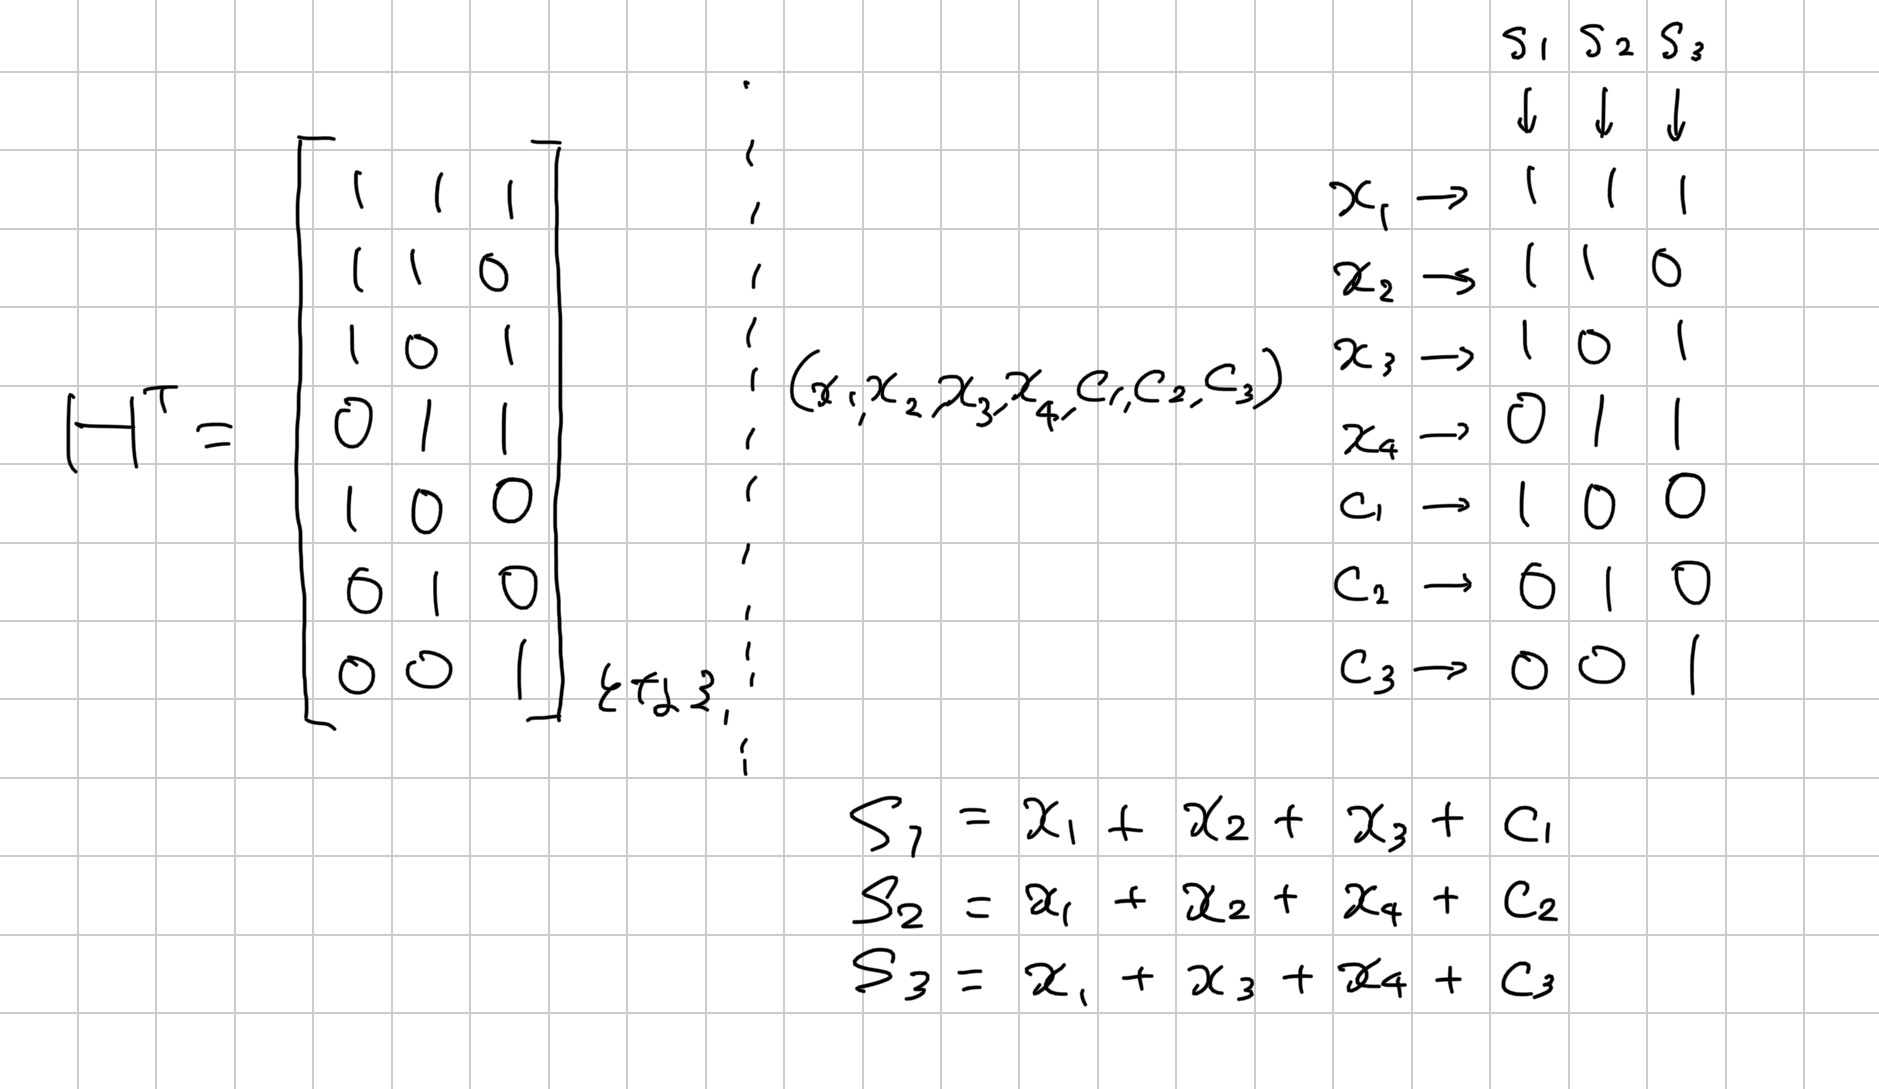 Hᵀ =
1 1 1
1 1 0
1 0 1
0 1 1
1 0 0
0 1 0
0 0 1
(x₁,x₂,x₃,x₄,C₁,C₂,C₃)
S₁ S₂ S₃
↓ ↓ ↓
x₁ → 1 1 1
x₂ → 1 1 0
x₃ → 1 0 1
x₄ → 0 1 1
C₁ → 1 0 0
C₂ → 0 1 0
C₃ → 0 0 1
S₁ = x₁ + x₂ + x₃ + C₁
S₂ = x₁ + x₂ + x₄ + C₂
S₃ = x₁ + x₃ + x₄ + C₃